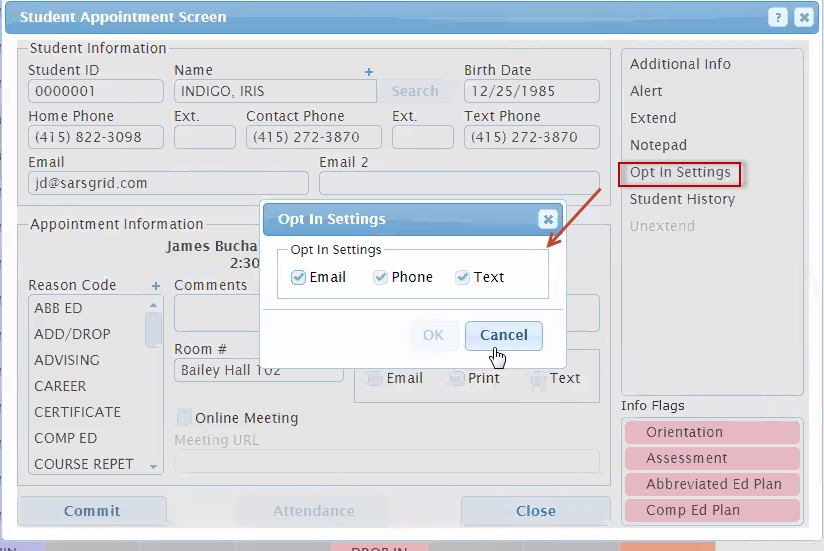 Student Appointment Screen
?
Student Information
Student ID
Name
+
Birth Date
0000001
INDIGO, IRIS
Search
12/25/1985
Home Phone
Ext.
Contact Phone
Ext.
Text Phone
(415) 822-3098
(415) 272-3870
(415) 272-3870
Email
Email 2
jd@sarsgrid.com
Appointment Information
James Bucha
2:30
Reason Code
+
Comments
ABB ED
ADD/DROP
ADVISING
CAREER
CERTIFICATE
COMP ED
COURSE REPET
Room #
Bailey Hall 102
Email
Print
Text
Online Meeting
Meeting URL
Commit
Attendance
Close
Opt In Settings
Opt In Settings
Email
Phone
Text
OK
Cancel
Additional Info
Alert
Extend
Notepad
Opt In Settings
Student History
Unextend
Info Flags
Orientation
Assessment
Abbreviated Ed Plan
Comp Ed Plan
DROP IN